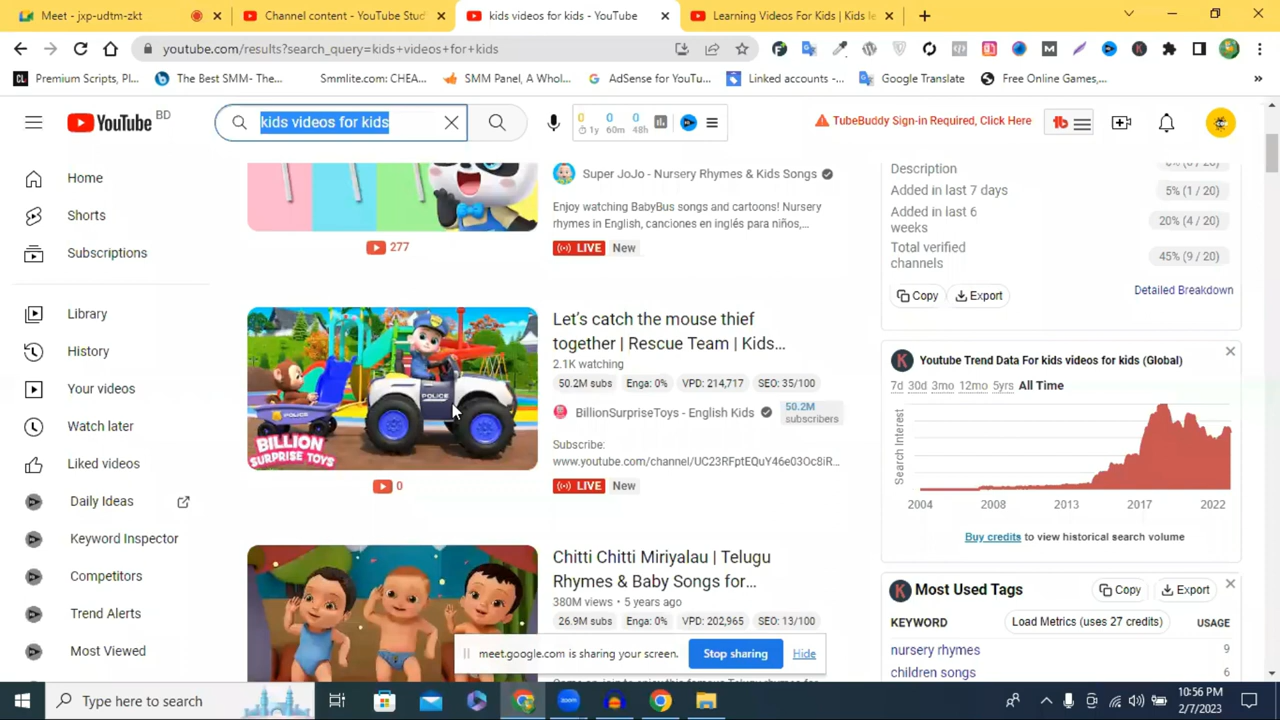 Meet - jxp-udtm-zkt
Channel content - YouTube Stud
kids videos for kids - YouTube
Learning Videos For Kids | Kids le
youtube.com/results?search_query=kids+videos+for+kids
Premium Scripts, Pl...
The Best SMM- The...
Smmlite.com: CHEA...
SMM Panel, A Whol...
AdSense for YouTu...
Linked accounts -...
Google Translate
Free Online Games,...
YouTube BD
kids videos for kids
0 0 0
1y 60m 48h
TubeBuddy Sign-in Required, Click Here
Home
Shorts
Subscriptions
Library
History
Your videos
Watch later
Liked videos
Daily Ideas
Keyword Inspector
Competitors
Trend Alerts
Most Viewed
Super JoJo - Nursery Rhymes & Kids Songs
Enjoy watching BabyBus songs and cartoons! Nursery
rhymes in English, canciones en inglés para niños,...
LIVE New
277
POLICE
POLICE
BILLION
SURPRISE TOYS
0
Let's catch the mouse thief
together | Rescue Team | Kids...
2.1K watching
50.2M subs Enga: 0% VPD: 214,717 SEO: 35/100
BillionSurpriseToys - English Kids
50.2M
subscribers
Subscribe:
www.youtube.com/channel/UC23RFptEQuY46e03Oc8iR...
LIVE New
Chitti Chitti Miriyalau | Telugu
Rhymes & Baby Songs for...
380M views • 5 years ago
26.9M subs Enga: 0% VPD: 202,965 SEO: 13/100
meet.google.com is sharing your screen.
Stop sharing
Hide
Description
Added in last 7 days 5% (1 / 20)
Added in last 6
weeks
20% (4 / 20)
Total verified
channels
45% (9 / 20)
Copy
Export
Detailed Breakdown
Youtube Trend Data For kids videos for kids (Global)
7d 30d 3mo 12mo 5yrs All Time
Search Interest
2004 2008 2013 2017 2022
Buy credits to view historical search volume
Most Used Tags
Copy
Export
KEYWORD
Load Metrics (uses 27 credits)
USAGE
nursery rhymes 9
children songs 4
Type here to search
10:56 PM
2/7/2023